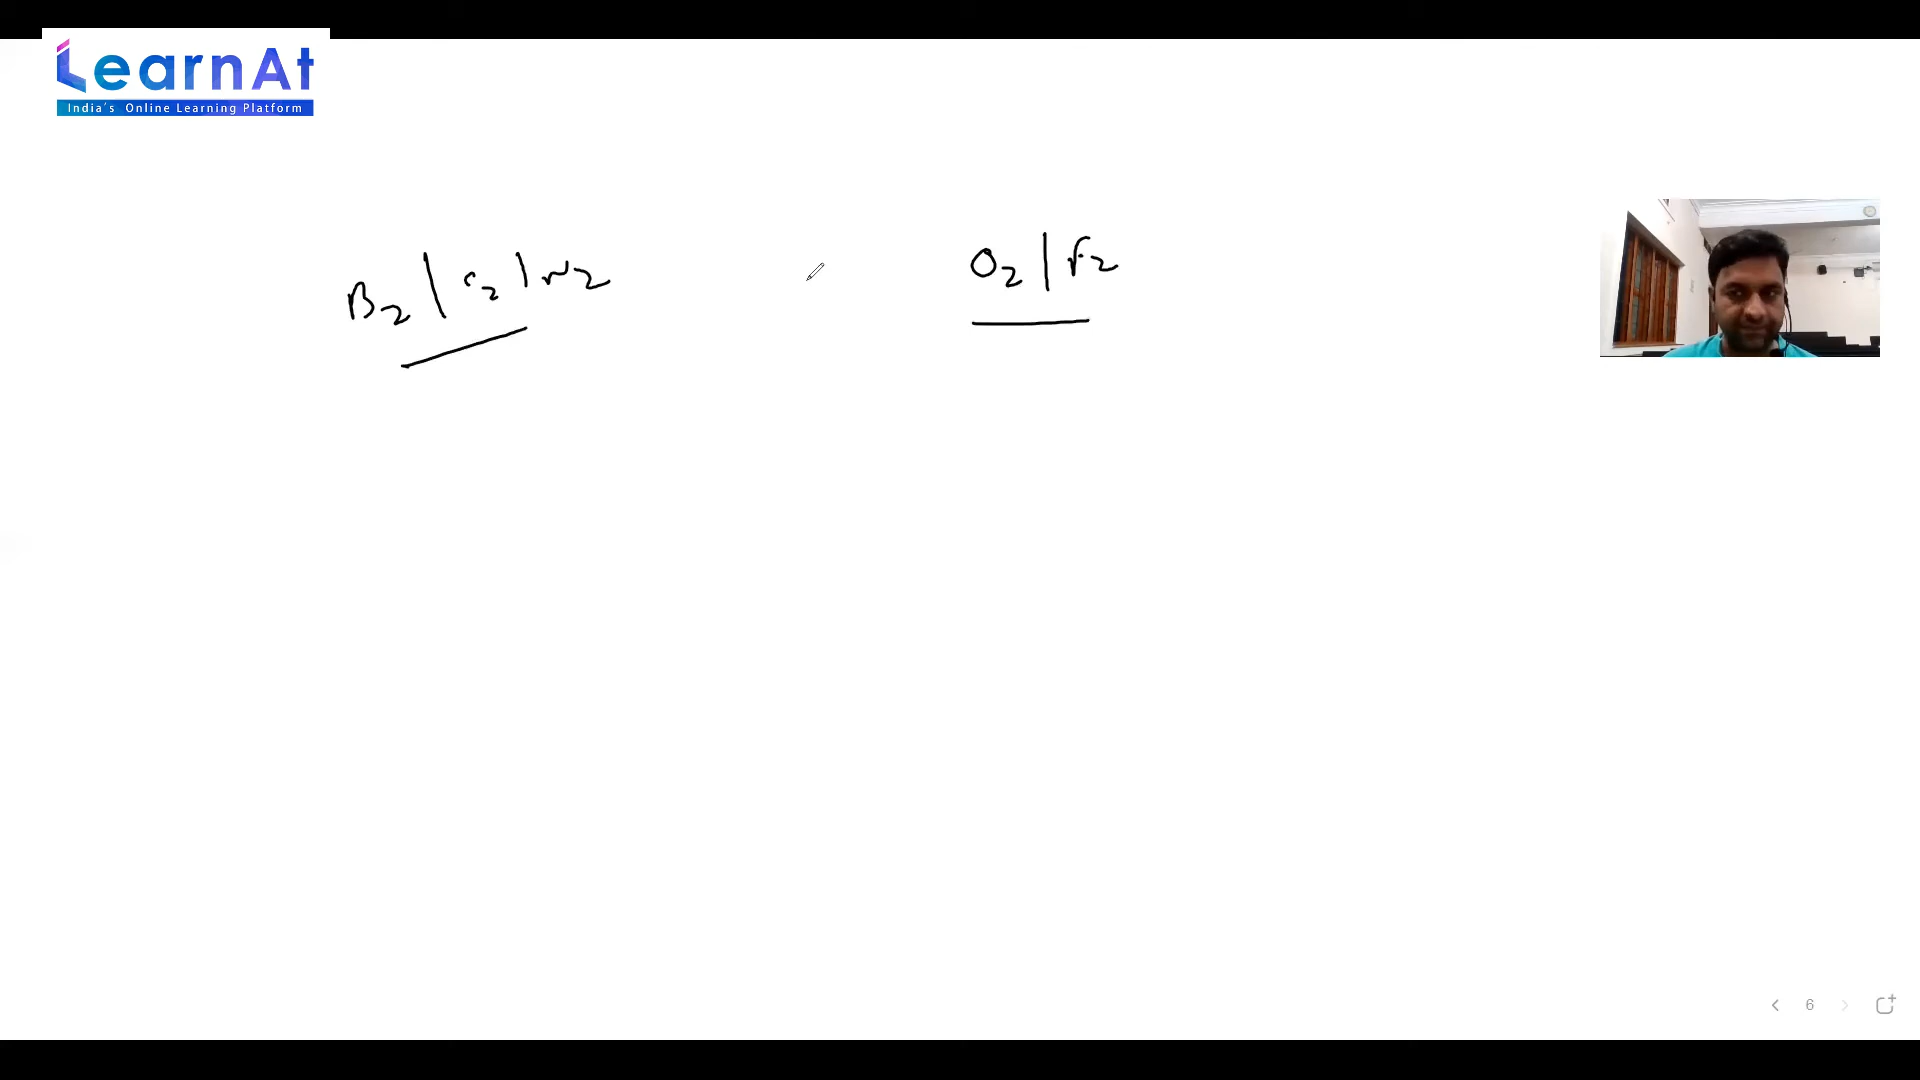 LearnAt
India's Online Learning Platform
B2 | C2 | N2
O2 | F2
6